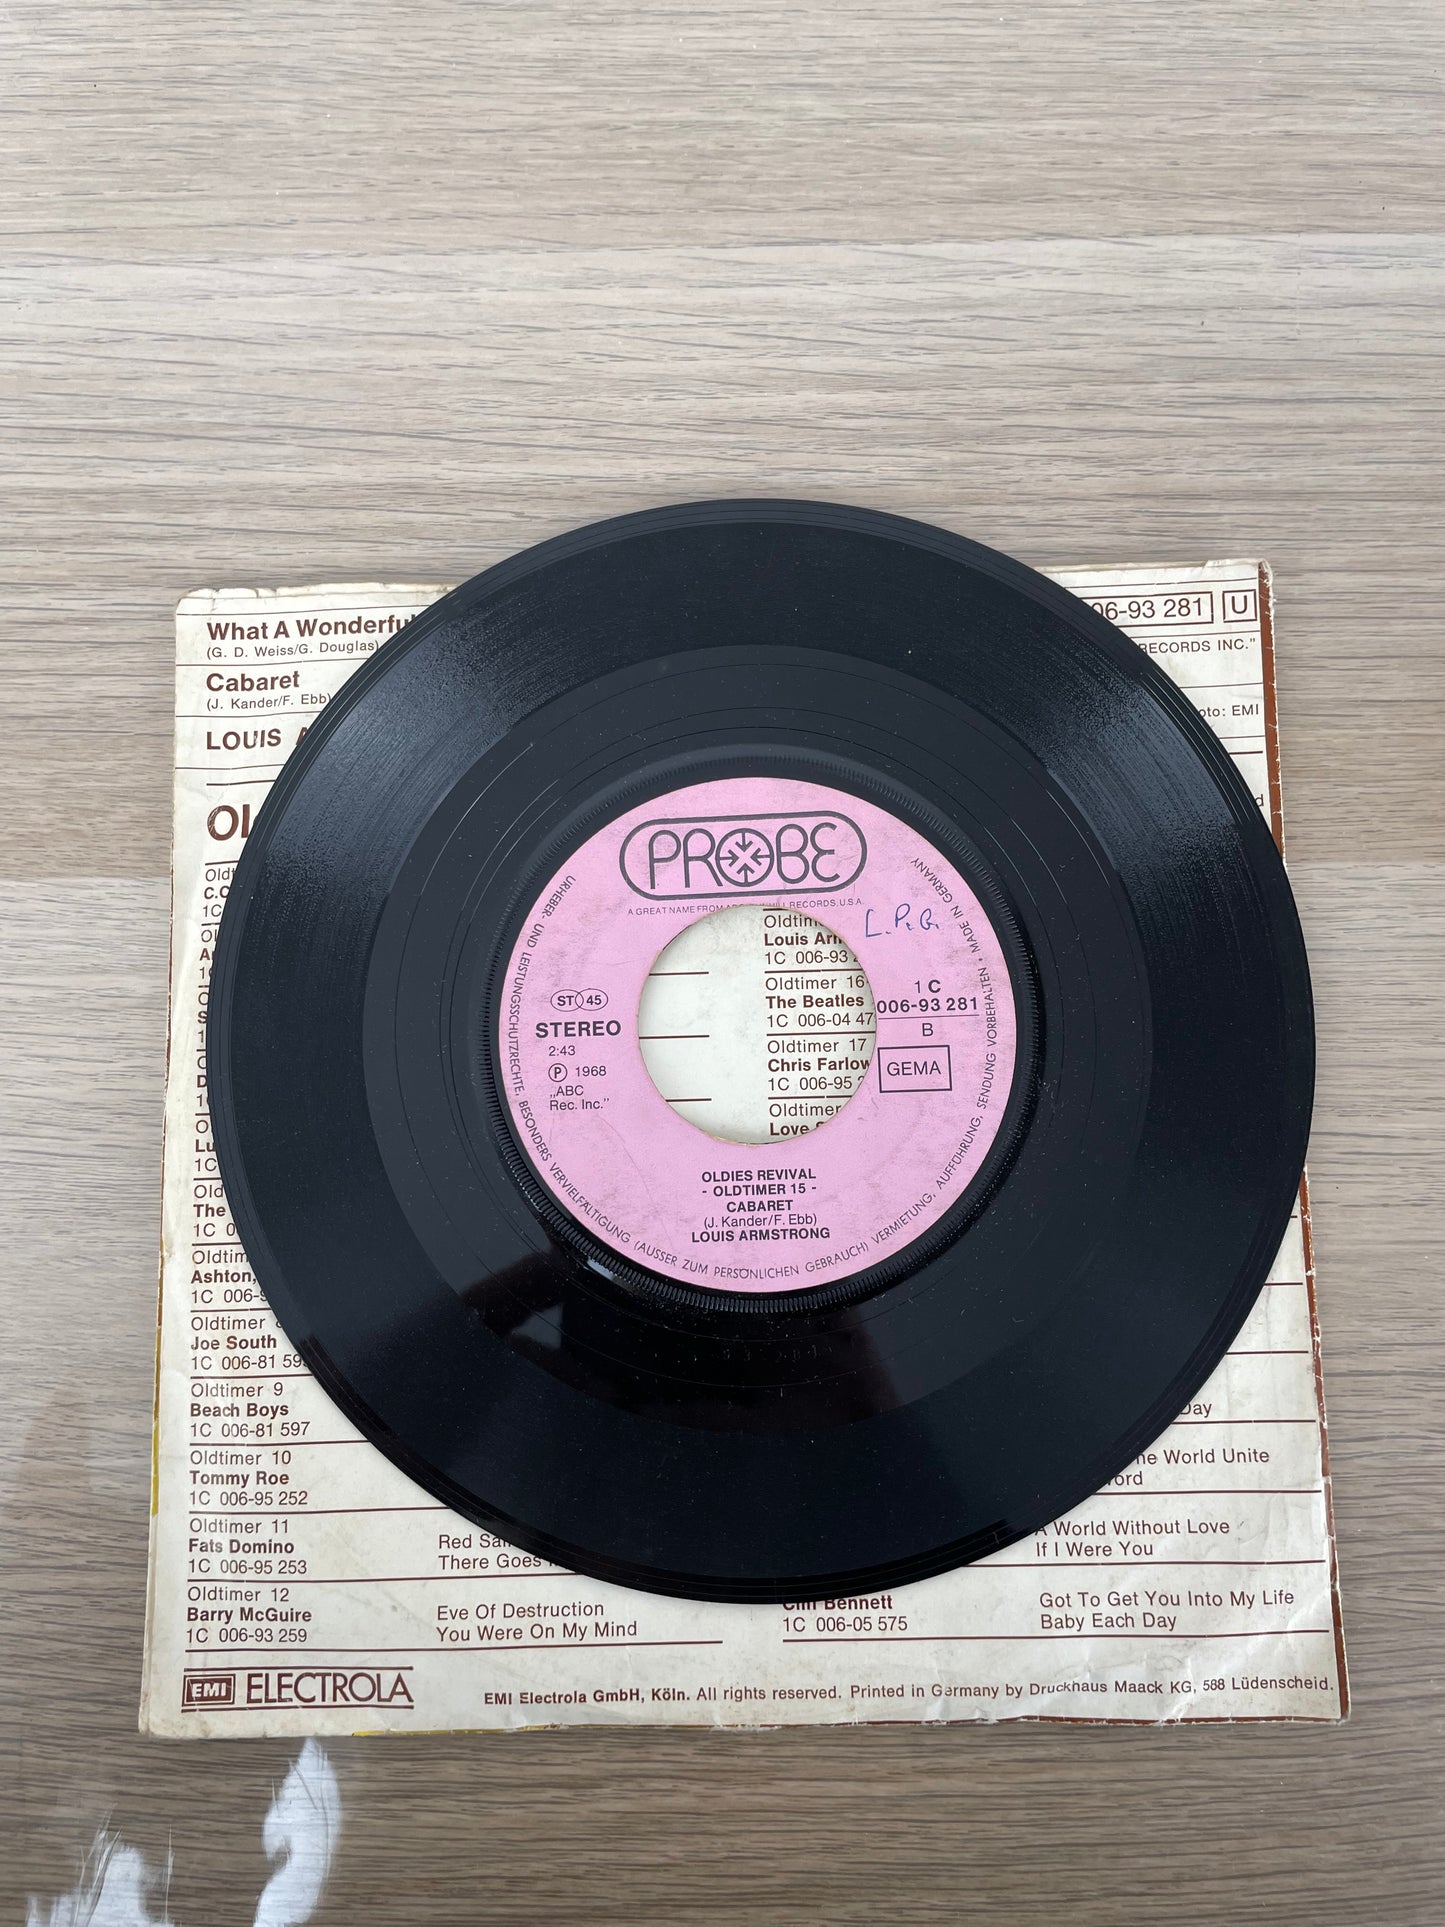 What A Wonderful
(G. D. Weiss/G. Douglas)
06-93 281 U
RECORDS INC."
Cabaret
(J. Kander/F. Ebb)
LOUIS
oto: EMI
PROBE
A GREAT NAME FROM
RECORDS, U.S.A.
L.P.G.
URHEBER- UND LEISTUNGSSCHUTZRECHTE, BESONDERS VERVIELFÄLTIGUNG (AUSSER ZUM PERSÖNLICHEN GEBRAUCH) VERMIETUNG, AUFFÜHRUNG, SENDUNG VORBEHALTEN • MADE IN GERMANY
ST 45
STEREO
2:43
Ⓟ 1968
„ABC
Rec. Inc."
1 C
006-93 281
B
GEMA
OLDIES REVIVAL
- OLDTIMER 15 -
CABARET
(J. Kander/F. Ebb)
LOUIS ARMSTRONG
Louis
1C 006-93
Oldtimer 16
The Beatles
1C 006-04 47
Oldtimer 17
Chris Farlow
1C 006-95
Oldtimer
Love
The
1C
Ashton,
1C 006-
Oldtimer
Joe South
1C 006-81 59
Oldtimer 9
Beach Boys
1C 006-81 597
Day
Oldtimer 10
Tommy Roe
1C 006-95 252
The World Unite
Oldtimer 11
Fats Domino
1C 006-95 253
Red
There Goes
A World Without Love
If I Were You
Oldtimer 12
Barry McGuire
1C 006-93 259
Eve Of Destruction
You Were On My Mind
Cliff Bennett
1C 006-05 575
Got To Get You Into My Life
Baby Each Day
EMI ELECTROLA
EMI Electrola GmbH, Köln. All rights reserved. Printed in Germany by Druckhaus Maack KG, 588 Lüdenscheid.